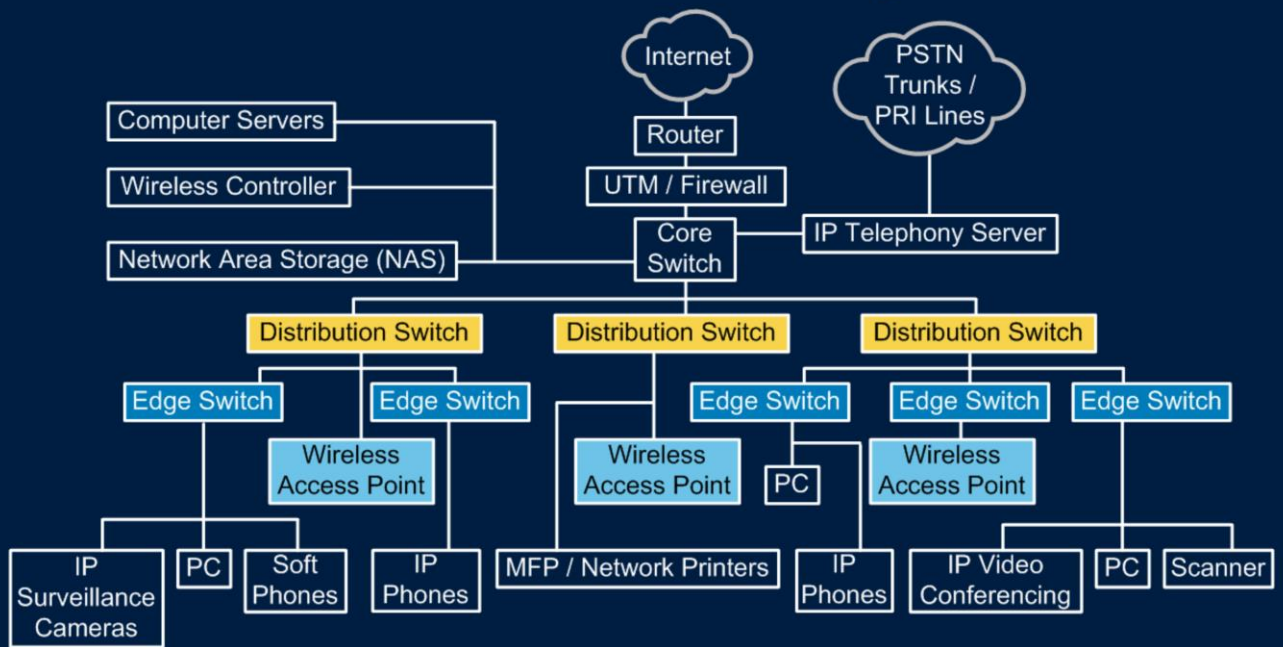 Internet
PSTN
Trunks /
PRI Lines
Computer Servers
Router
Wireless Controller
UTM / Firewall
Core
Switch
IP Telephony Server
Network Area Storage (NAS)
Distribution Switch
Distribution Switch
Distribution Switch
Edge Switch
Edge Switch
Edge Switch
Edge Switch
Edge Switch
Wireless
Access Point
Wireless
Access Point
PC
Wireless
Access Point
IP
Surveillance
Cameras
PC
Soft
Phones
IP
Phones
MFP / Network Printers
IP
Phones
IP Video
Conferencing
PC
Scanner